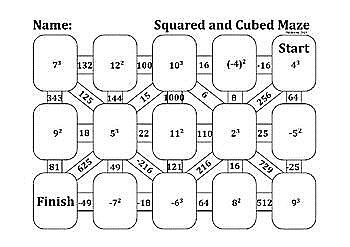 Name: Squared and Cubed Maze
Start
7³ 132 12² 100 10³ 16 (-4)² -16 4³
343 125 144 15 1000 6 8 256 64
9² 18 5³ 22 11² 110 2³ 25 -5²
81 625 49 -216 121 216 16 729 -25
Finish -49 -7² -18 -6³ 64 8² 512 9³